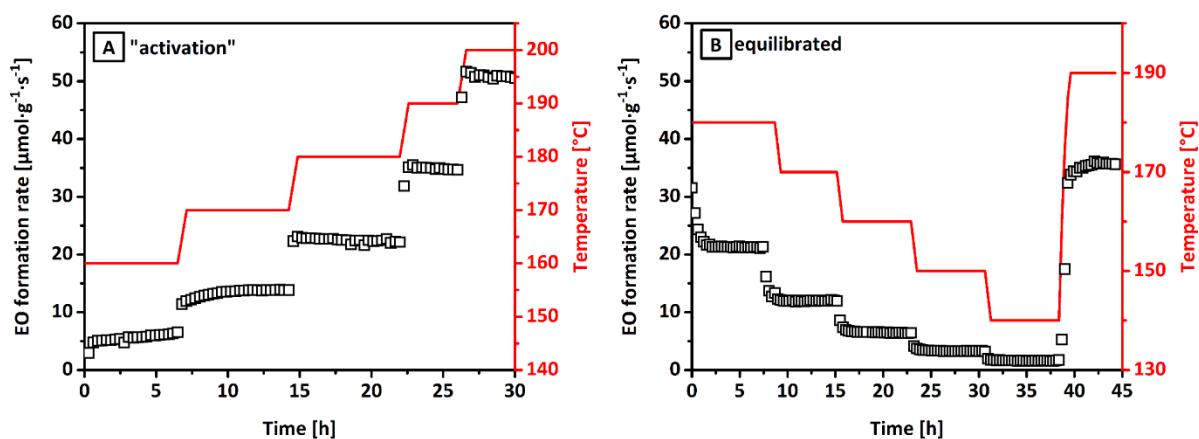 A "activation"
EO formation rate [µmol·g⁻¹·s⁻¹]
60
50
40
30
20
10
0
0 5 10 15 20 25 30
Time [h]
200
190
180
170
160
150
140
Temperature [°C]
B equilibrated
EO formation rate [µmol·g⁻¹·s⁻¹]
60
50
40
30
20
10
0
0 5 10 15 20 25 30 35 40 45
Time [h]
190
170
150
130
Temperature [°C]